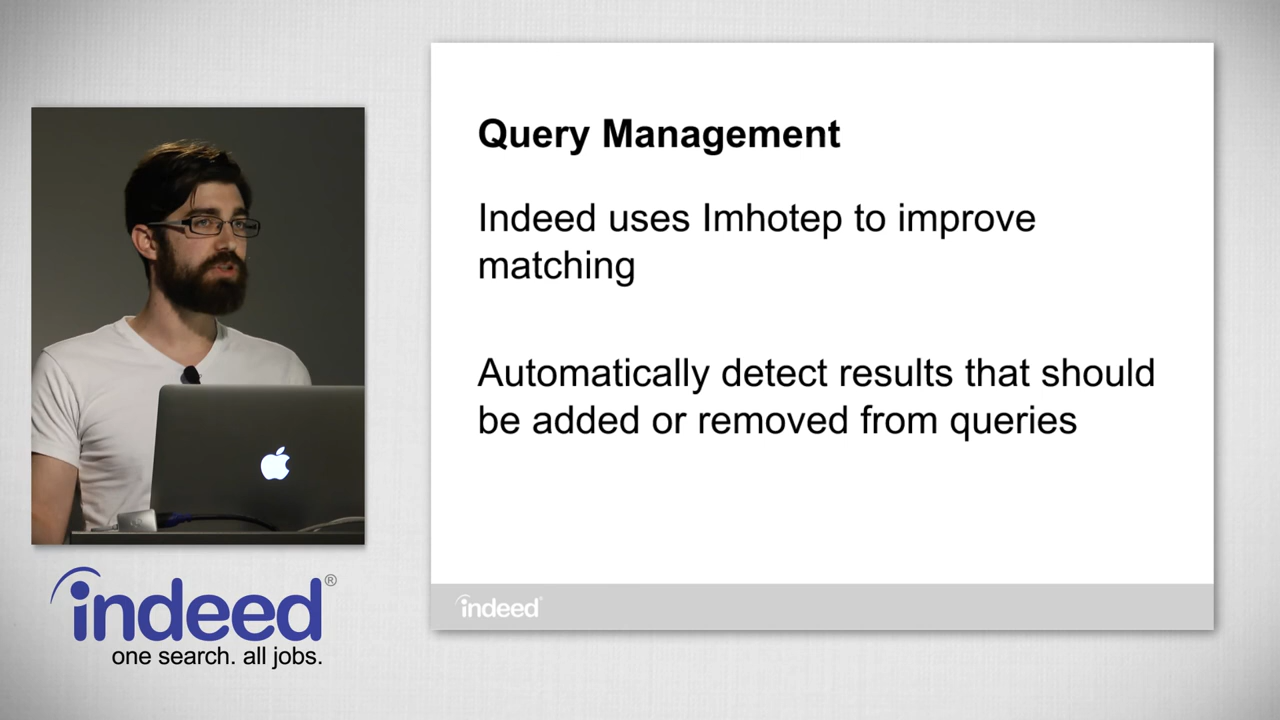 Query Management
Indeed uses Imhotep to improve
matching
Automatically detect results that should
be added or removed from queries
indeed
indeed®
one search. all jobs.